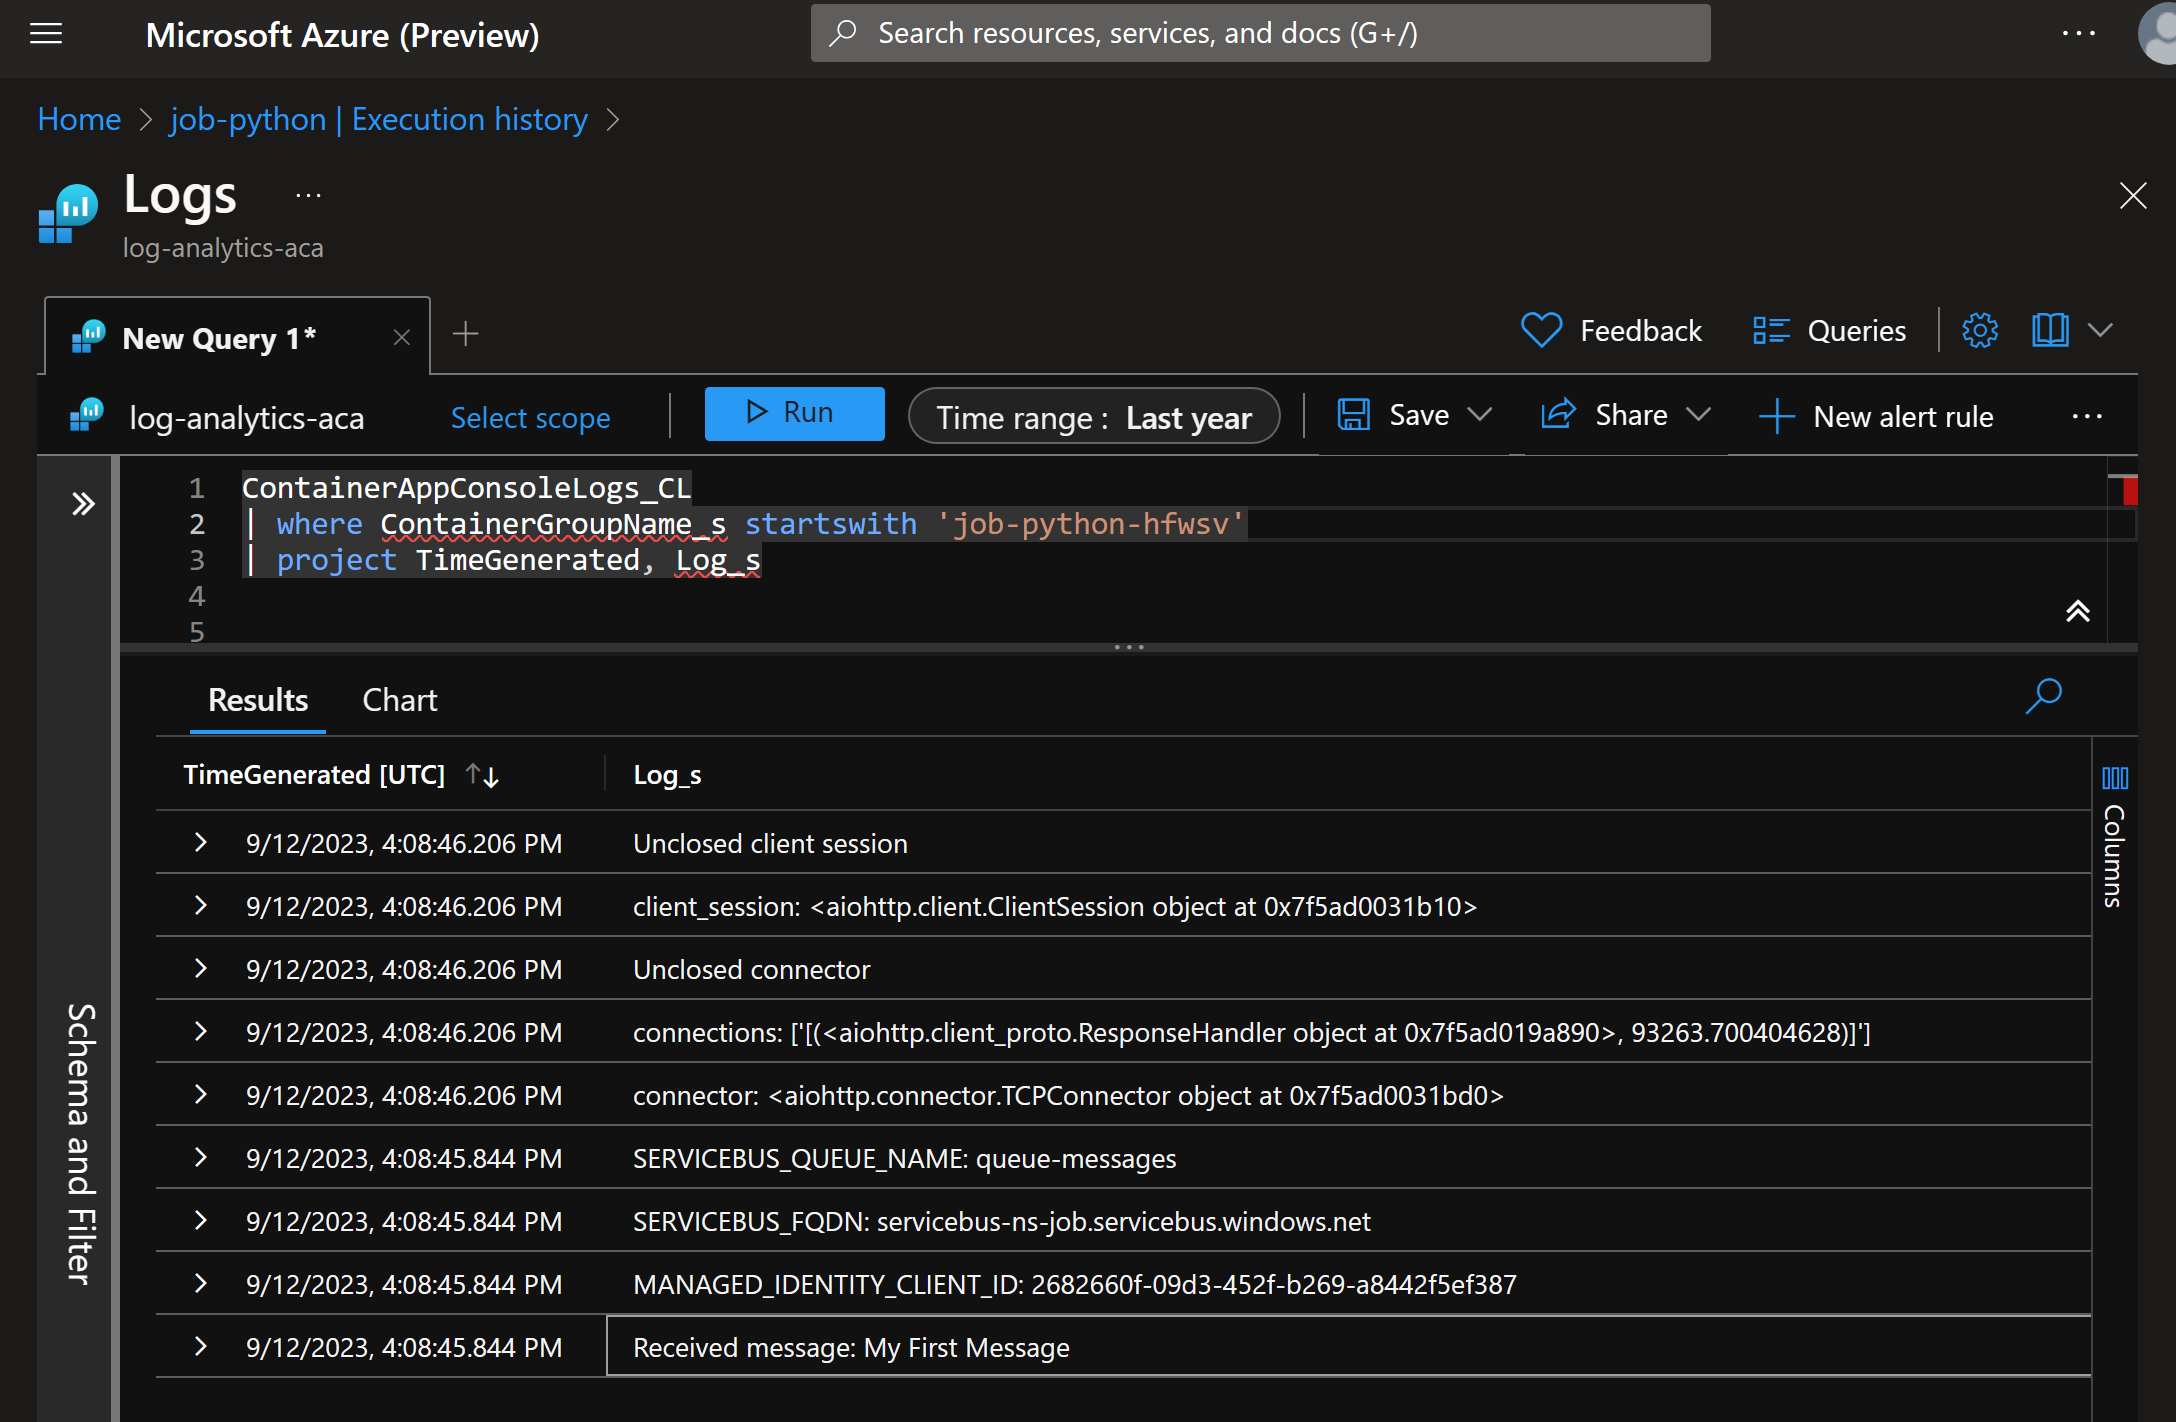 Microsoft Azure (Preview)
Search resources, services, and docs (G+/)
Home > job-python | Execution history >
Logs ...
log-analytics-aca
New Query 1*
Feedback
Queries
log-analytics-aca
Select scope
Run
Time range : Last year
Save
Share
New alert rule
1 ContainerAppConsoleLogs_CL
2 | where ContainerGroupName_s startswith 'job-python-hfwsv'
3 | project TimeGenerated, Log_s
4
5
Schema and Filter
Results
Chart
TimeGenerated [UTC] Log_s
9/12/2023, 4:08:46.206 PM Unclosed client session
9/12/2023, 4:08:46.206 PM client_session: <aiohttp.client.ClientSession object at 0x7f5ad0031b10>
9/12/2023, 4:08:46.206 PM Unclosed connector
9/12/2023, 4:08:46.206 PM connections: ['[(<aiohttp.client_proto.ResponseHandler object at 0x7f5ad019a890>, 93263.700404628)]']
9/12/2023, 4:08:46.206 PM connector: <aiohttp.connector.TCPConnector object at 0x7f5ad0031bd0>
9/12/2023, 4:08:45.844 PM SERVICEBUS_QUEUE_NAME: queue-messages
9/12/2023, 4:08:45.844 PM SERVICEBUS_FQDN: servicebus-ns-job.servicebus.windows.net
9/12/2023, 4:08:45.844 PM MANAGED_IDENTITY_CLIENT_ID: 2682660f-09d3-452f-b269-a8442f5ef387
9/12/2023, 4:08:45.844 PM Received message: My First Message
Columns